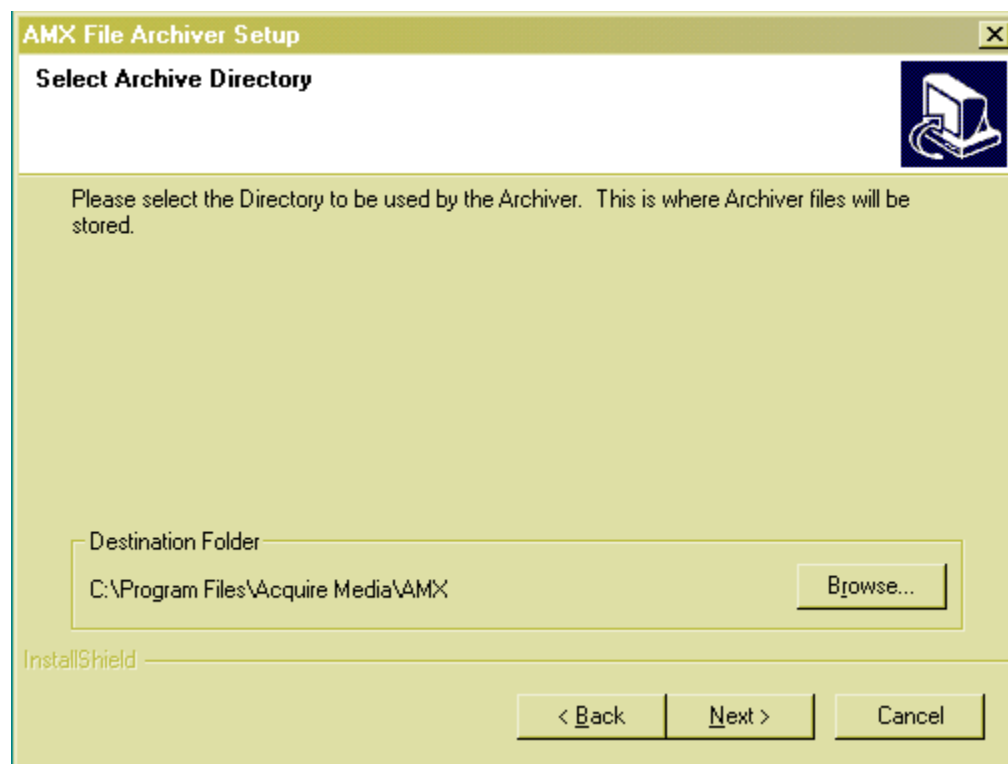 AMX File Archiver Setup
Select Archive Directory
Please select the Directory to be used by the Archiver.  This is where Archiver files will be
stored.
Destination Folder
C:\Program Files\Acquire Media\AMX
Browse...
InstallShield
< Back
Next >
Cancel